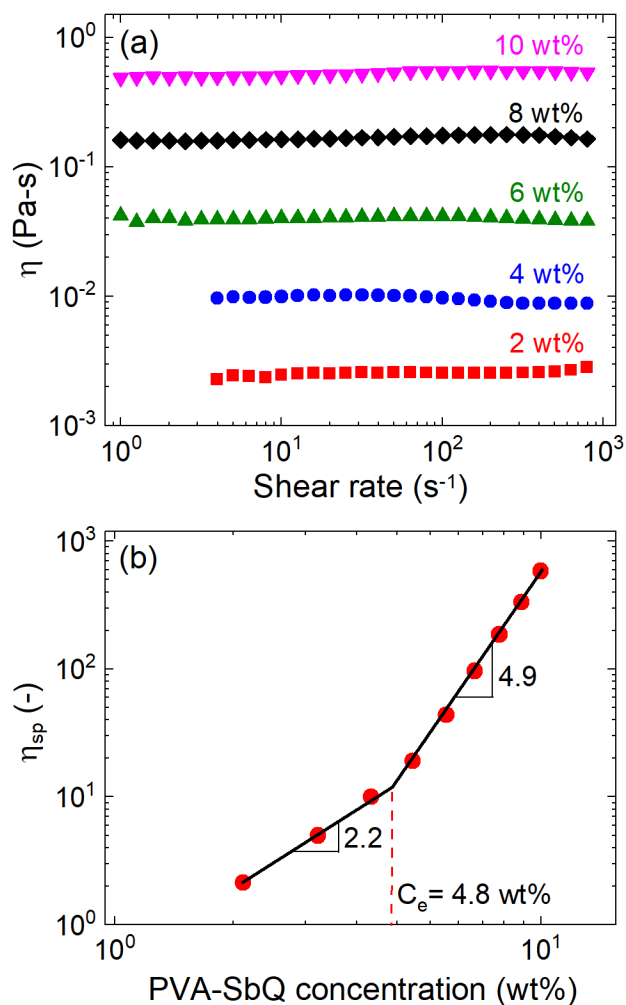 (a)
10⁰
10 wt%
8 wt%
10⁻¹
6 wt%
η (Pa-s)
4 wt%
10⁻²
2 wt%
10⁻³
10⁰ 10¹ 10² 10³
Shear rate (s⁻¹)
(b)
10³
10²
4.9
ηsp (-)
10¹
2.2
Ce= 4.8 wt%
10⁰
10⁰ 10¹
PVA-SbQ concentration (wt%)